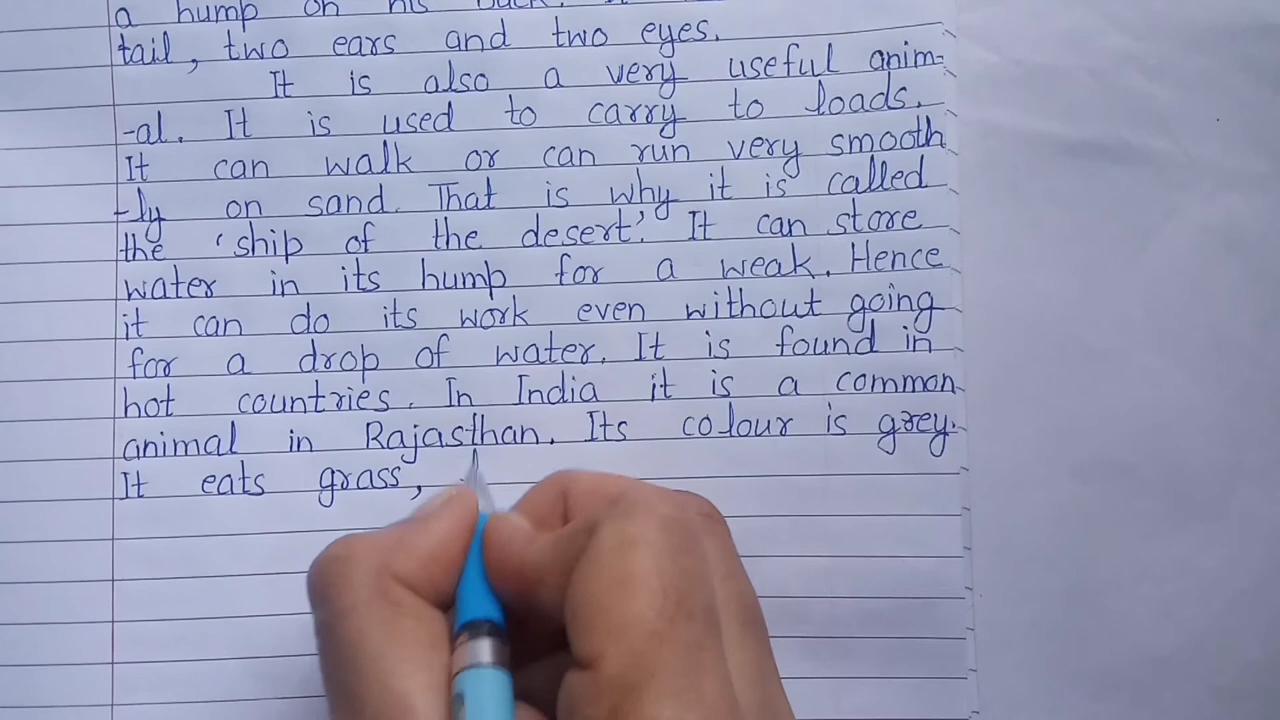 a hump on his back.
tail, two ears and two eyes.
It is also a very useful anim-
-al. It is used to carry to loads.
It can walk or can run very smooth
-ly on sand. That is why it is called
the 'ship of the desert'. It can store
water in its hump for a weak. Hence
it can do its work even without going
for a drop of water. It is found in
hot countries. In India it is a common
animal in Rajasthan. Its colour is grey.
It eats grass,